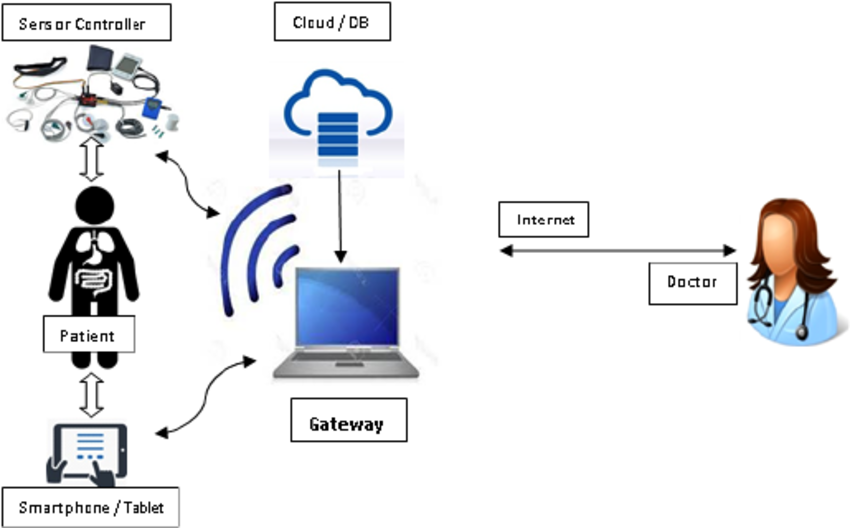 Sensor Controller
Cloud / DB
Internet
Doctor
Patient
Gateway
Smartphone / Tablet